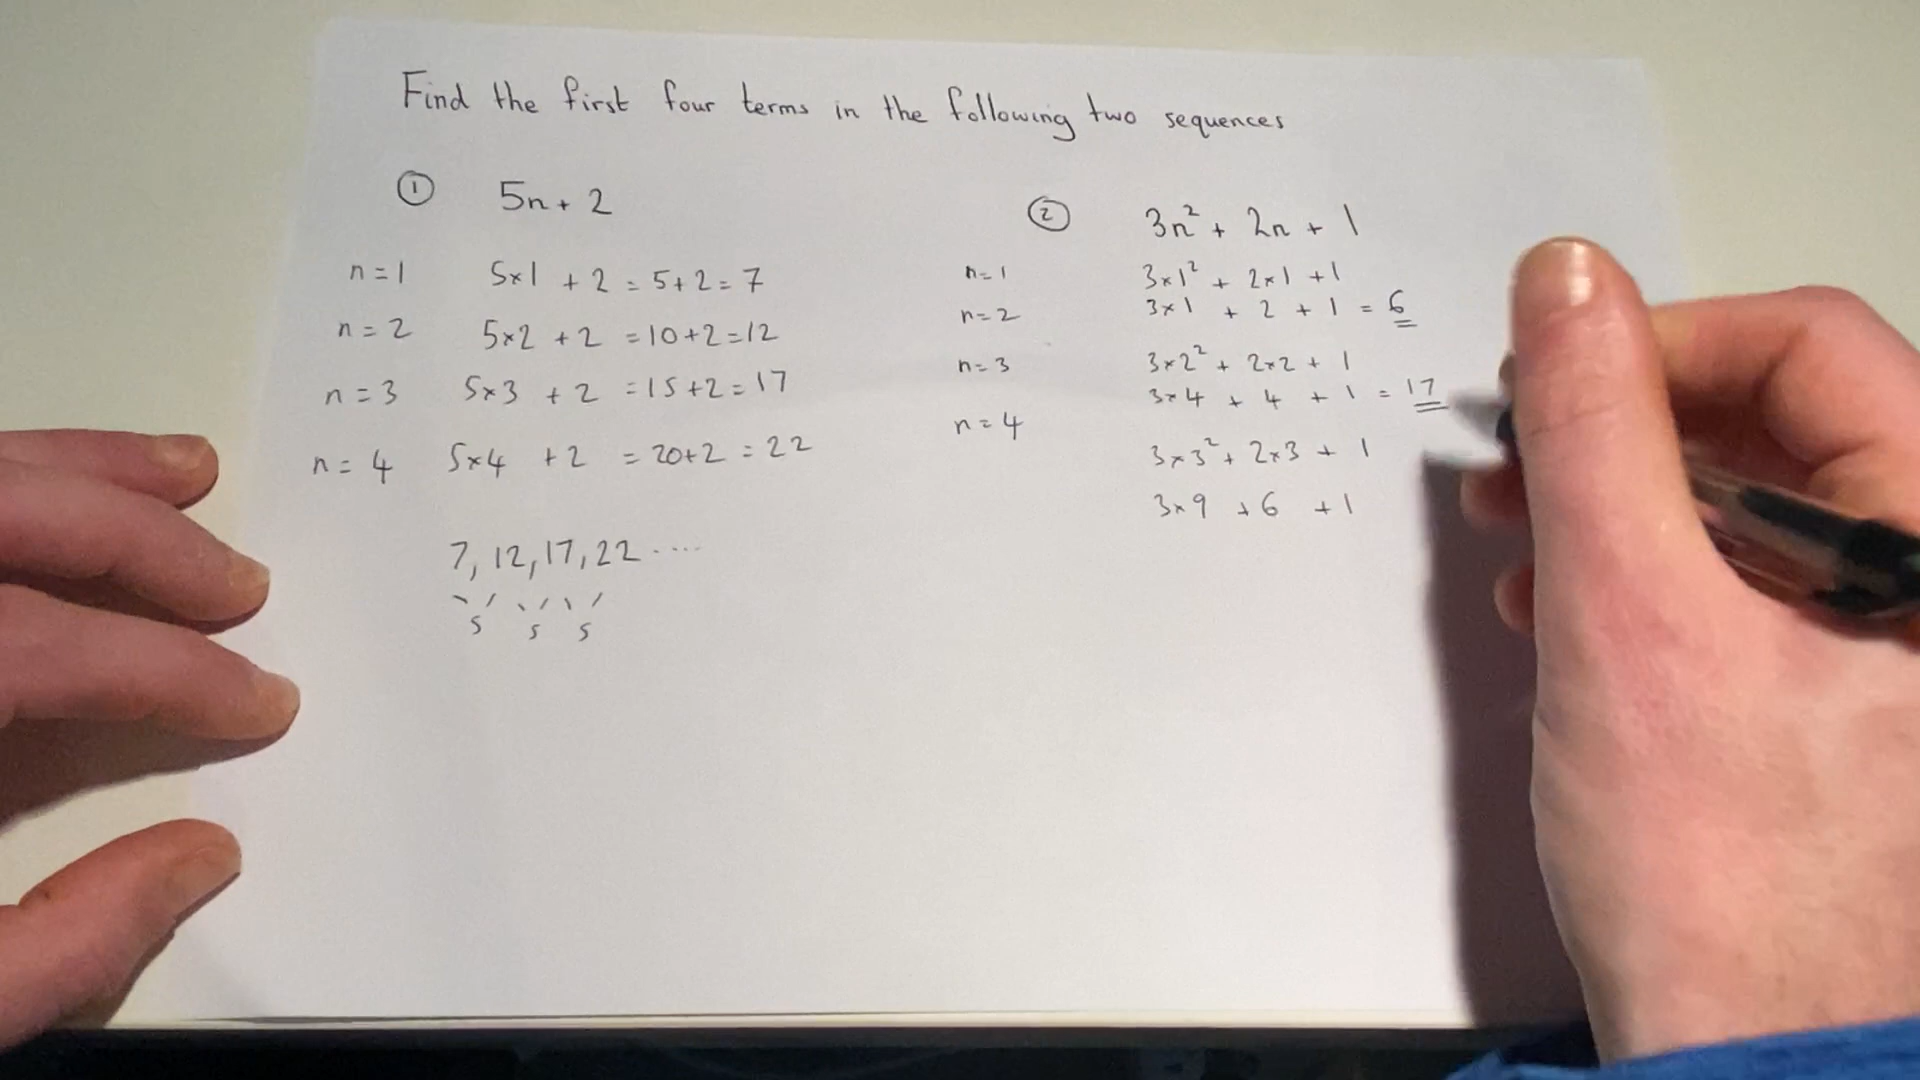 Find the first four terms in the following two sequences
① 5n + 2
n = 1 5×1 + 2 = 5+2 = 7
n = 2 5×2 + 2 = 10+2 = 12
n = 3 5×3 + 2 = 15+2 = 17
n = 4 5×4 + 2 = 20+2 = 22
7, 12, 17, 22 ....
5 5 5
② 3n² + 2n + 1
n = 1
n = 2
n = 3
n = 4
3×1² + 2×1 + 1
3×1 + 2 + 1 = 6
3×2² + 2×2 + 1
3×4 + 4 + 1 = 17
3×3² + 2×3 + 1
3×9 + 6 + 1